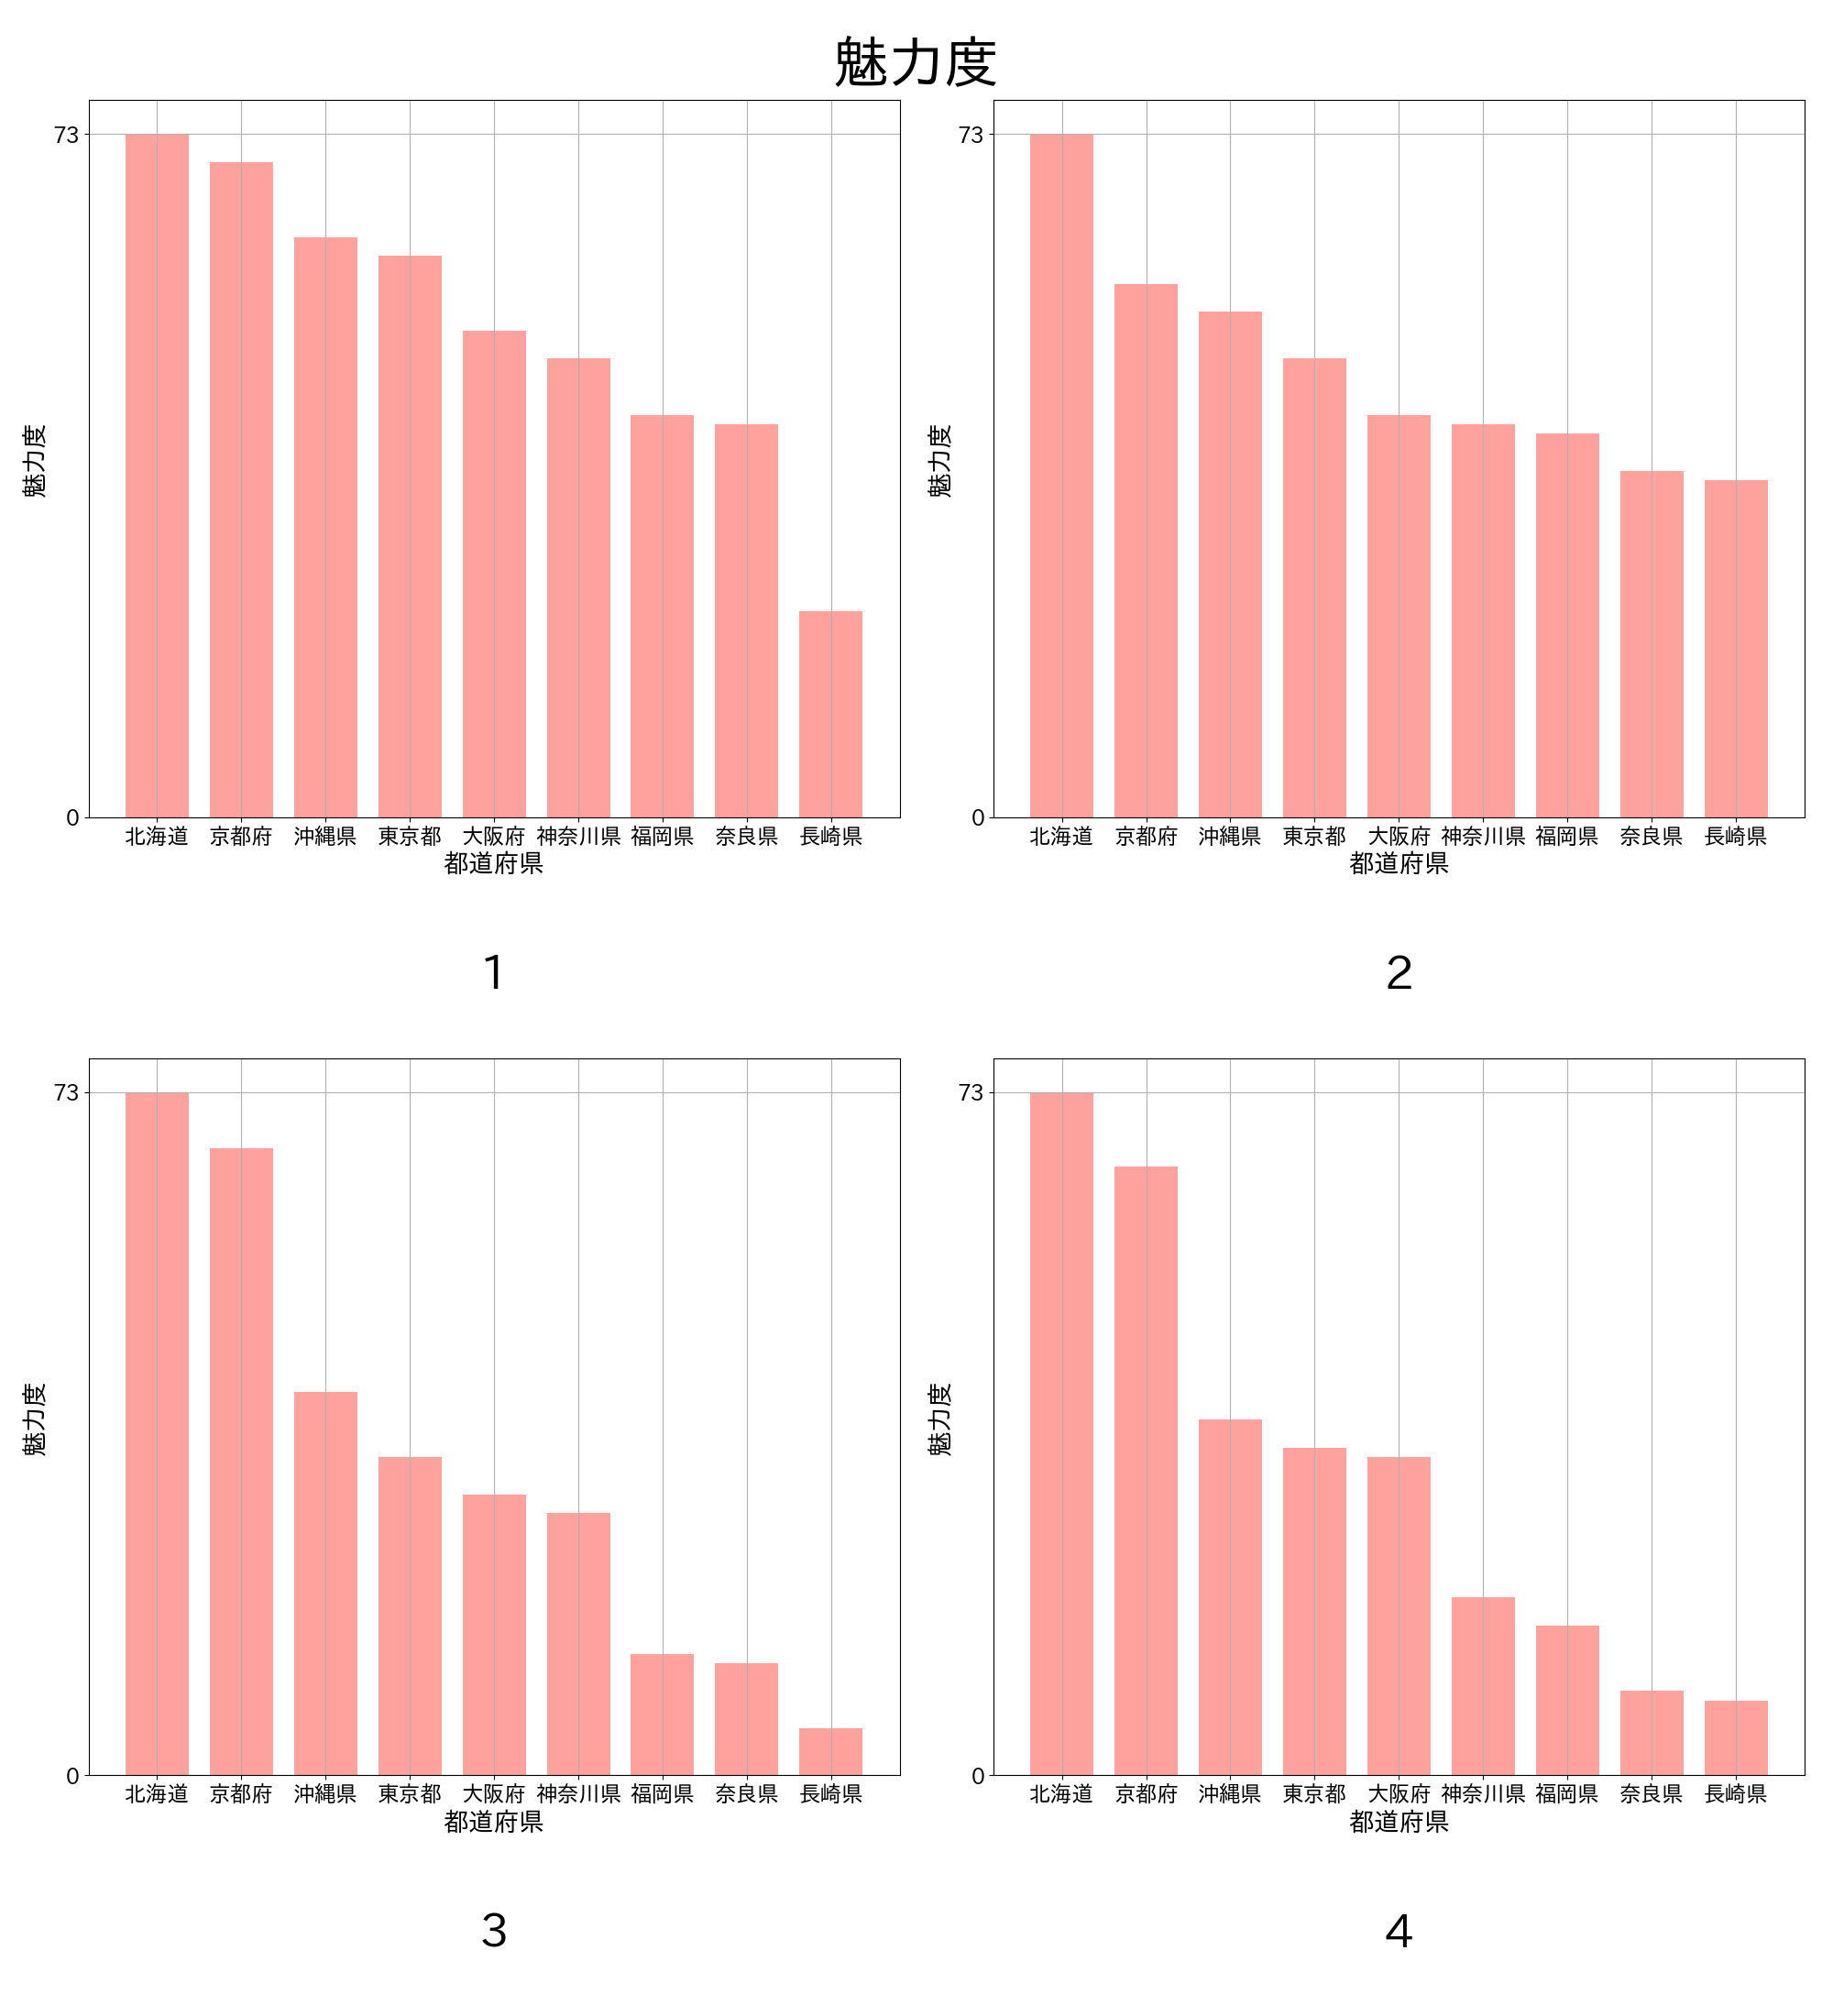 魅力度
73
0
魅力度
北海道 京都府 沖縄県 東京都 大阪府 神奈川県 福岡県 奈良県 長崎県
都道府県
1
73
0
魅力度
北海道 京都府 沖縄県 東京都 大阪府 神奈川県 福岡県 奈良県 長崎県
都道府県
2
73
0
魅力度
北海道 京都府 沖縄県 東京都 大阪府 神奈川県 福岡県 奈良県 長崎県
都道府県
3
73
0
魅力度
北海道 京都府 沖縄県 東京都 大阪府 神奈川県 福岡県 奈良県 長崎県
都道府県
4